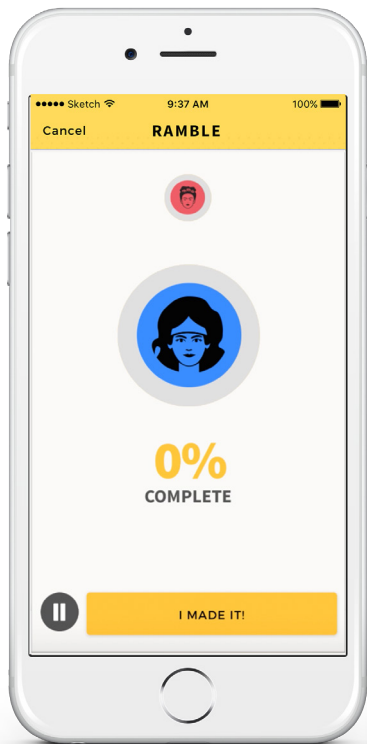 ●●●●● Sketch 9:37 AM 100%
Cancel RAMBLE
0%
COMPLETE
I MADE IT!